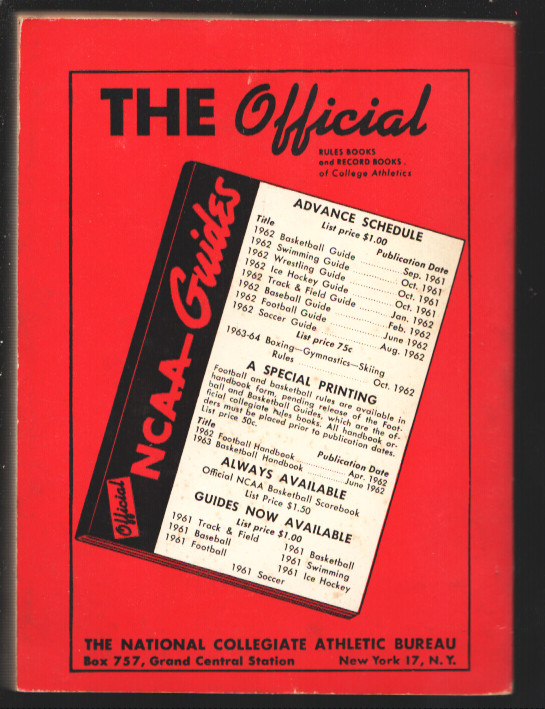 THE Official
RULES BOOKS
and RECORD BOOKS.
of College Athletics
Official NCAA Guides
ADVANCE SCHEDULE
List price $1.00
Title Publication Date
1962 Basketball Guide ........ Sep. 1961
1962 Swimming Guide ........ Oct. 1961
1962 Wrestling Guide ........ Oct. 1961
1962 Ice Hockey Guide ........ Oct. 1961
1962 Track & Field Guide ........ Jan. 1962
1962 Baseball Guide ........ Feb. 1962
1962 Football Guide ........ June 1962
1962 Soccer Guide ........ Aug. 1962
List price 75c
1963-64 Boxing—Gymnastics—Skiing
Rules ........ Oct. 1962
A SPECIAL PRINTING
Football and basketball rules are available in
handbook form, pending release of the Foot-
ball and Basketball Guides, which are the of-
ficial collegiate rules books. All handbook or-
ders must be placed prior to publication dates.
List price 50c.
Title Publication Date
1962 Football Handbook ........ Apr. 1962
1963 Basketball Handbook ........ June 1962
ALWAYS AVAILABLE
Official NCAA Basketball Scorebook
List Price $1.50
GUIDES NOW AVAILABLE
List price $1.00
1961 Track & Field 1961 Basketball
1961 Baseball 1961 Swimming
1961 Football 1961 Ice Hockey
1961 Soccer
THE NATIONAL COLLEGIATE ATHLETIC BUREAU
Box 757, Grand Central Station New York 17, N. Y.